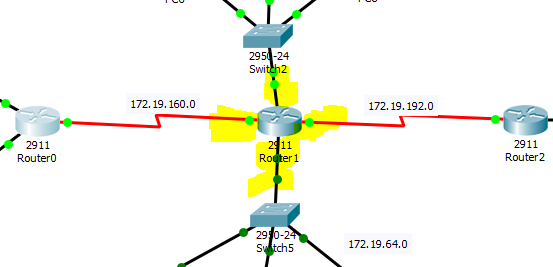 2950-24
Switch2
172.19.160.0
172.19.192.0
2911
Router0
2911
Router1
2911
Router2
2950-24
Switch5
172.19.64.0